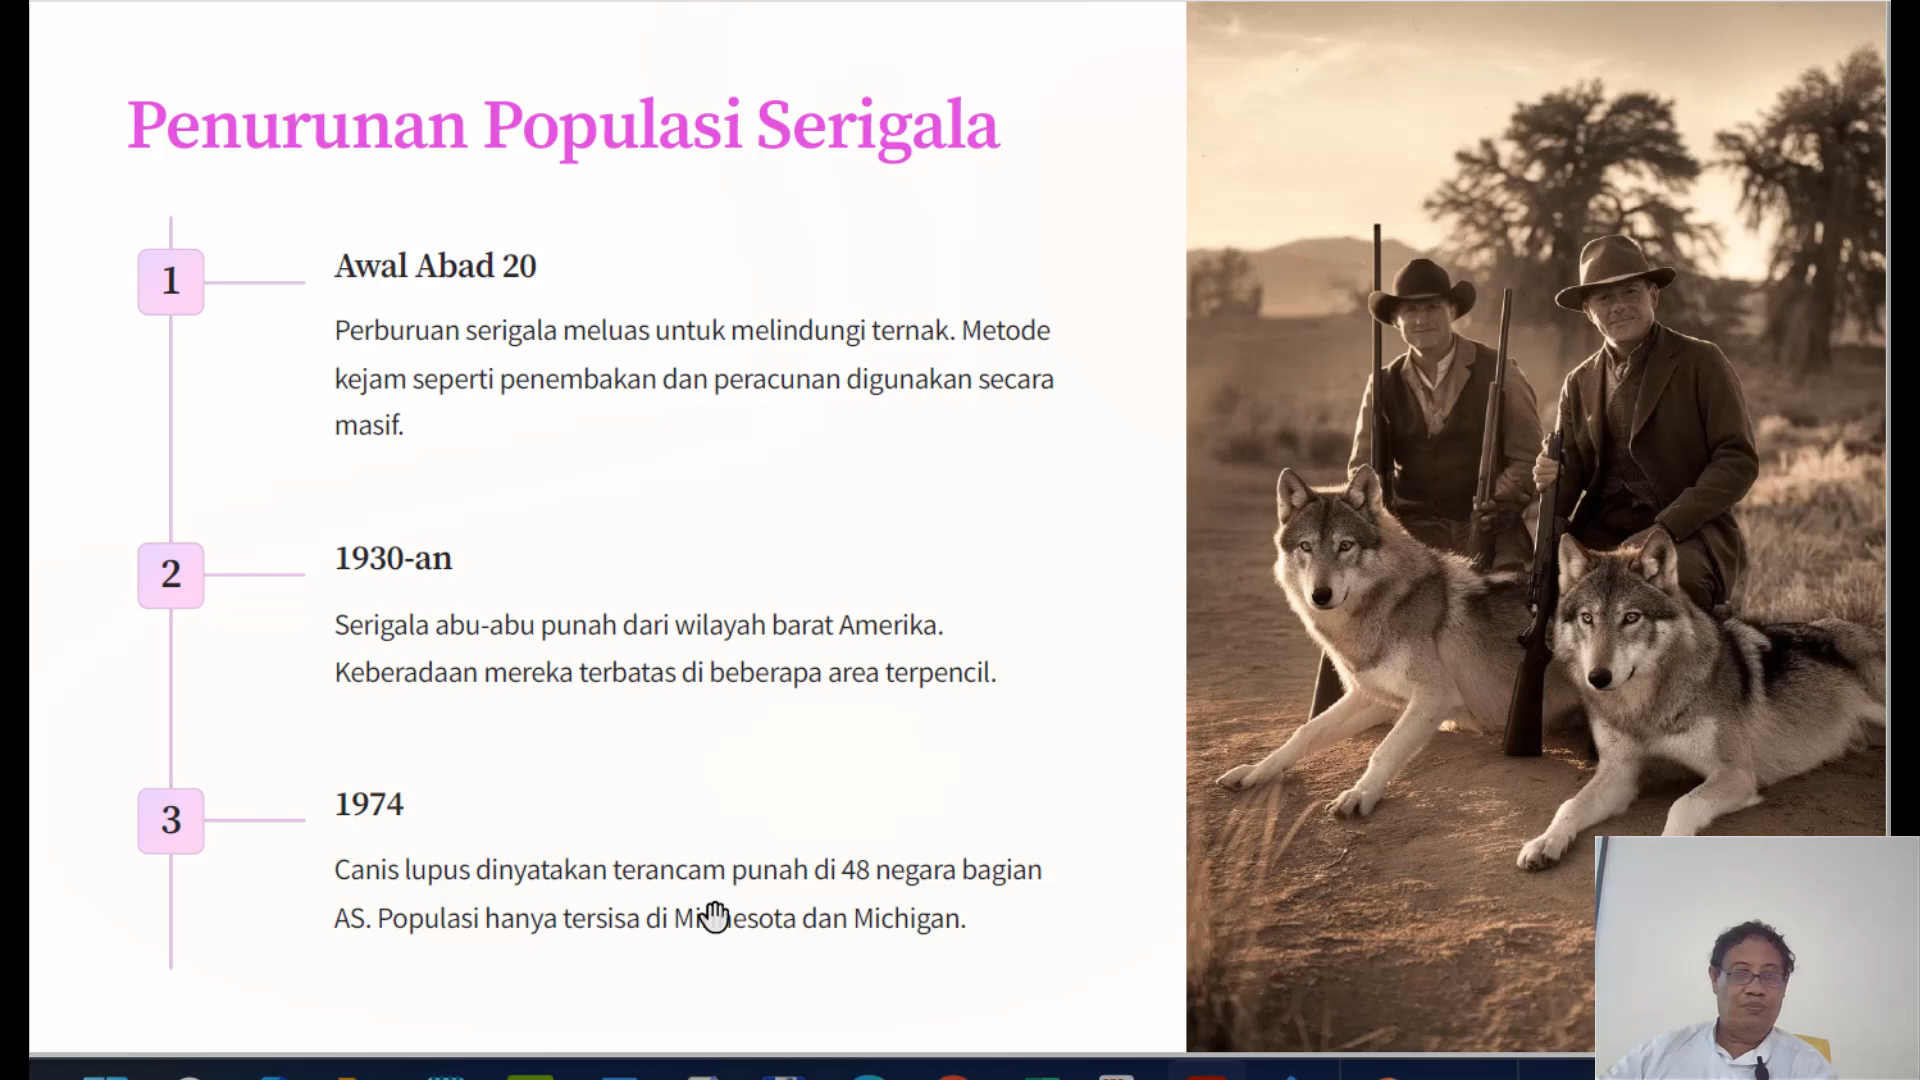 Penurunan Populasi Serigala
1
Awal Abad 20
Perburuan serigala meluas untuk melindungi ternak. Metode
kejam seperti penembakan dan peracunan digunakan secara
masif.
2
1930-an
Serigala abu-abu punah dari wilayah barat Amerika.
Keberadaan mereka terbatas di beberapa area terpencil.
3
1974
Canis lupus dinyatakan terancam punah di 48 negara bagian
AS. Populasi hanya tersisa di Minnesota dan Michigan.